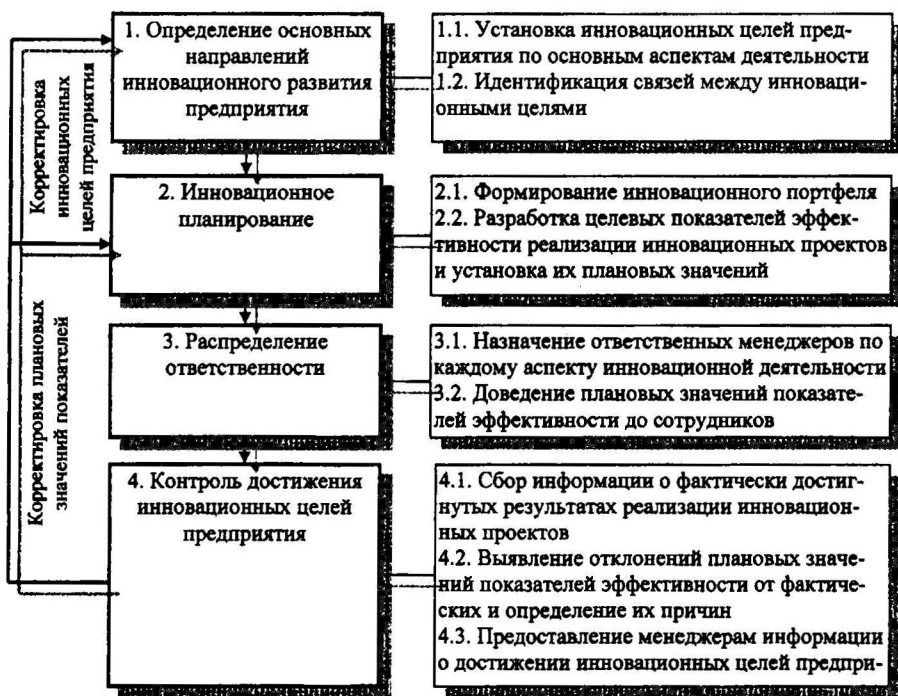 1. Определение основных
направлений
инновационного развития
предприятия
1.1. Установка инновационных целей пред-
приятия по основным аспектам деятельности
1.2. Идентификация связей между инноваци-
онными целями
Корректировка
инновационных
целей предприятия
2. Инновационное
планирование
2.1. Формирование инновационного портфеля
2.2. Разработка целевых показателей эффек-
тивности реализации инновационных проектов
и установка их плановых значений
Корректировка плановых
значений показателей
3. Распределение
ответственности
3.1. Назначение ответственных менеджеров по
каждому аспекту инновационной деятельности
3.2. Доведение плановых значений показате-
лей эффективности до сотрудников
4. Контроль достижения
инновационных целей
предприятия
4.1. Сбор информации о фактически достиг-
нутых результатах реализации инновацион-
ных проектов
4.2. Выявление отклонений плановых значе-
ний показателей эффективности от фактиче-
ских и определение их причин
4.3. Предоставление менеджерам информации
о достижении инновационных целей предпри-